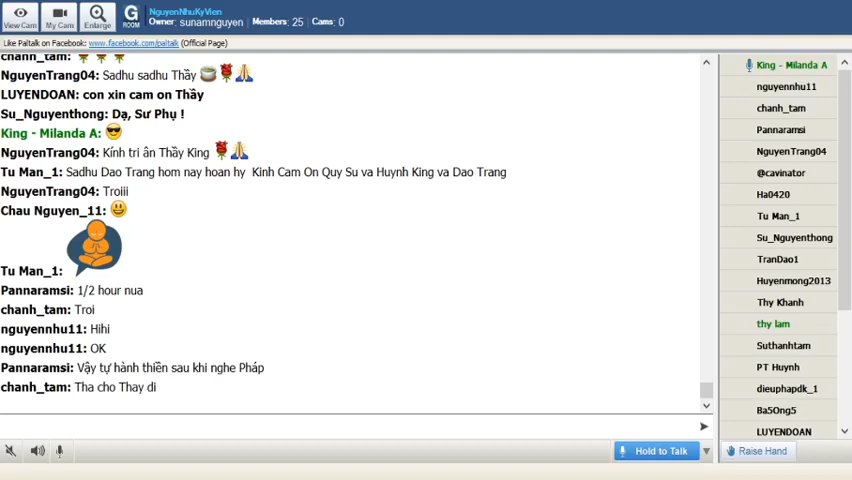 View Cam
My Cam
Enlarge
G
ROOM
NguyenNhuKyVien
Owner: sunamnguyen Members: 25 Cams: 0
Like Paltalk on Facebook: www.facebook.com/paltalk (Official Page)
chanh_tam:
NguyenTrang04: Sadhu sadhu Thầy
LUYENDOAN: con xin cam on Thầy
Su_Nguyenthong: Dạ, Sư Phụ !
King - Milanda A:
NguyenTrang04: Kính tri ân Thầy King
Tu Man_1: Sadhu Dao Trang hom nay hoan hy Kinh Cam On Quy Su va Huynh King va Dao Trang
NguyenTrang04: Troiii
Chau Nguyen_11:
Tu Man_1:
Pannaramsi: 1/2 hour nua
chanh_tam: Troi
nguyennhu11: Hihi
nguyennhu11: OK
Pannaramsi: Vậy tự hành thiền sau khi nghe Pháp
chanh_tam: Tha cho Thay di
Hold to Talk
King - Milanda A
nguyennhu11
chanh_tam
Pannaramsi
NguyenTrang04
@cavinator
Ha0420
Tu Man_1
Su_Nguyenthong
TranDao1
Huyenmong2013
Thy Khanh
thy lam
Suthanhtam
PT Huynh
dieuphapdk_1
Ba5Ong5
LUYENDOAN
Raise Hand